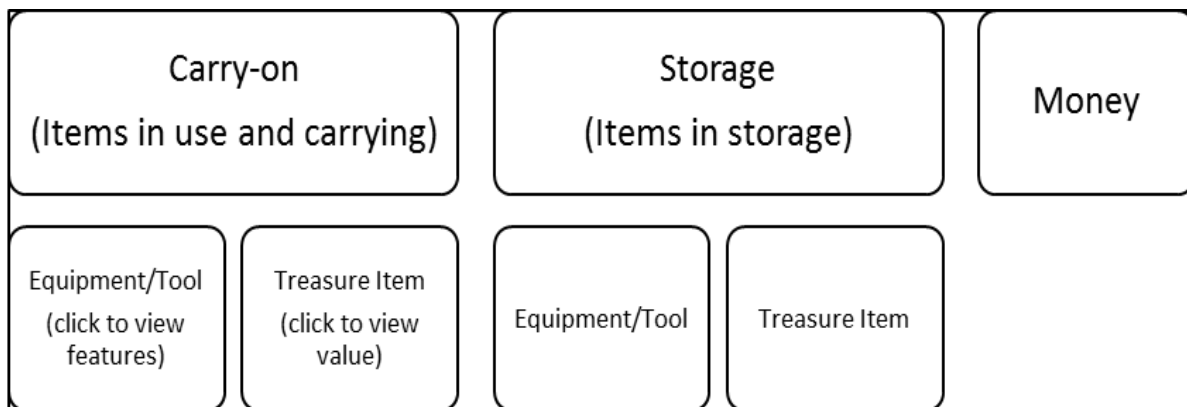 Carry-on
(Items in use and carrying)
Storage
(Items in storage)
Money
Equipment/Tool
(click to view
features)
Treasure Item
(click to view
value)
Equipment/Tool
Treasure Item